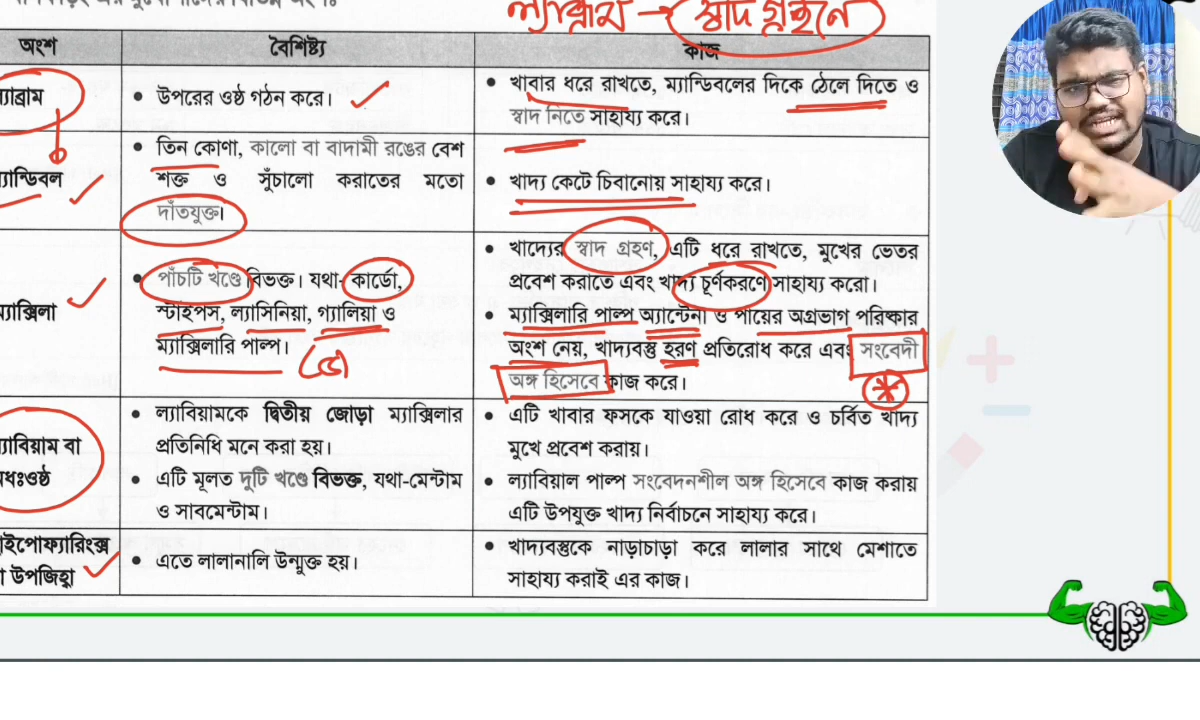 ল্যাব্রাম → স্বাদ গ্রহনে
অংশ
বৈশিষ্ট্য
কাজ
্যাব্রাম
• উপরের ওষ্ঠ গঠন করে।
• খাবার ধরে রাখতে, ম্যান্ডিবলের দিকে ঠেলে দিতে ও
স্বাদ নিতে সাহায্য করে।
্যান্ডিবল
• তিন কোণা, কালো বা বাদামী রঙের বেশ
শক্ত ও সুঁচালো করাতের মতো
দাঁতযুক্ত।
• খাদ্য কেটে চিবানোয় সাহায্য করে।
ম্যাক্সিলা
• পাঁচটি খণ্ডে বিভক্ত। যথা- কার্ডো,
স্টাইপস, ল্যাসিনিয়া, গ্যালিয়া ও
ম্যাক্সিলারি পাল্প।
• খাদ্যের স্বাদ গ্রহণ, এটি ধরে রাখতে, মুখের ভেতর
প্রবেশ করাতে এবং খাদ্য চূর্ণকরণে সাহায্য করো।
• ম্যাক্সিলারি পাল্প অ্যান্টেনা ও পায়ের অগ্রভাগ পরিষ্কার
অংশ নেয়, খাদ্যবস্তু হরণ প্রতিরোধ করে এবং সংবেদী
অঙ্গ হিসেবে কাজ করে।
্যাবিয়াম বা
ধঃওষ্ঠ
• ল্যাবিয়ামকে দ্বিতীয় জোড়া ম্যাক্সিলার
প্রতিনিধি মনে করা হয়।
• এটি মূলত দুটি খণ্ডে বিভক্ত, যথা-মেন্টাম
ও সাবমেন্টাম।
• এটি খাবার ফসকে যাওয়া রোধ করে ও চর্বিত খাদ্য
মুখে প্রবেশ করায়।
• ল্যাবিয়াল পাল্প সংবেদনশীল অঙ্গ হিসেবে কাজ করায়
এটি উপযুক্ত খাদ্য নির্বাচনে সাহায্য করে।
াইপোফ্যারিংক্স
া উপজিহ্বা
• এতে লালানালি উন্মুক্ত হয়।
• খাদ্যবস্তুকে নাড়াচাড়া করে লালার সাথে মেশাতে
সাহায্য করাই এর কাজ।